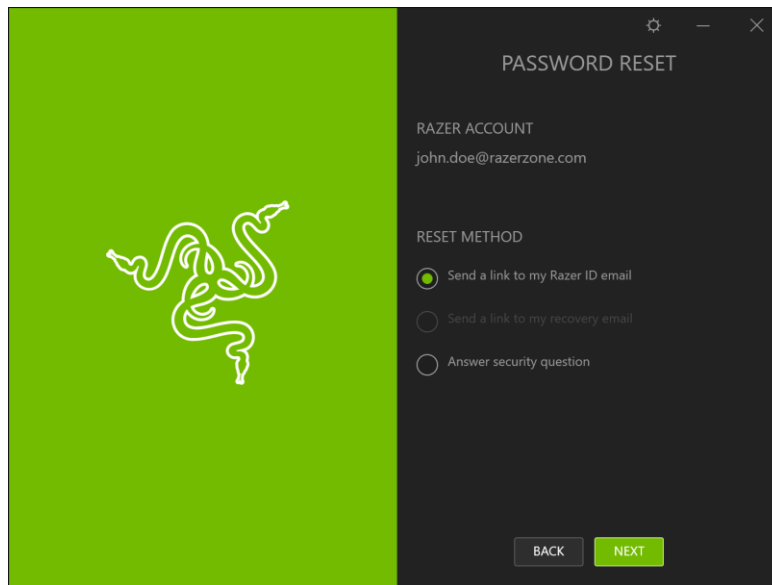 PASSWORD RESET
RAZER ACCOUNT
john.doe@razerzone.com
RESET METHOD
Send a link to my Razer ID email
Send a link to my recovery email
Answer security question
BACK NEXT